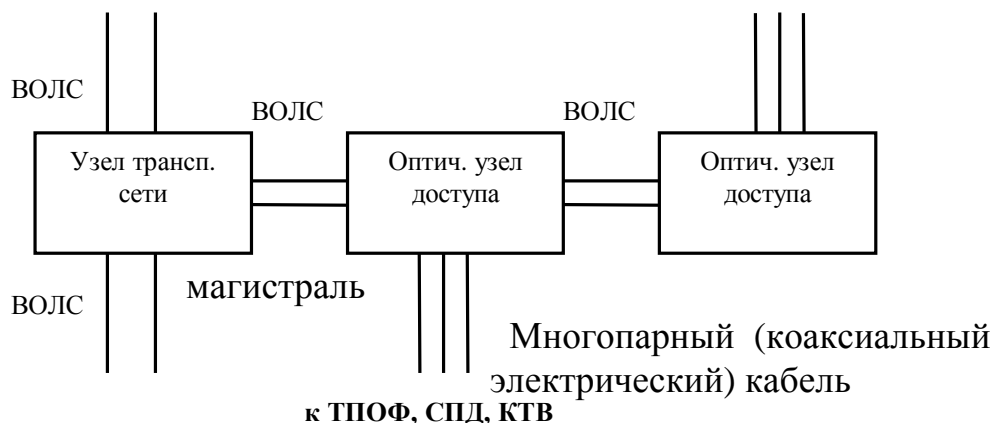 ВОЛС
ВОЛС
ВОЛС
Узел трансп.
сети
Оптич. узел
доступа
Оптич. узел
доступа
магистраль
ВОЛС
Многопарный (коаксиальный
электрический) кабель
к ТПОФ, СПД, КТВ